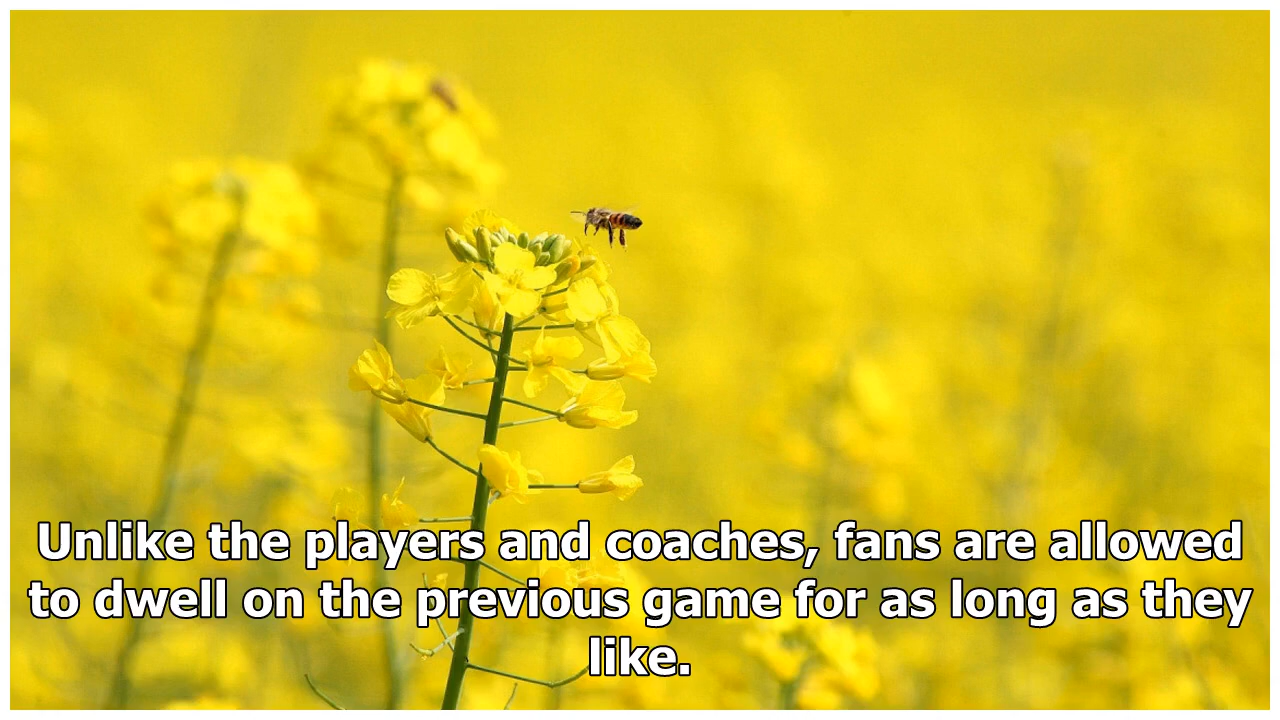 Unlike the players and coaches, fans are allowed
to dwell on the previous game for as long as they
like.